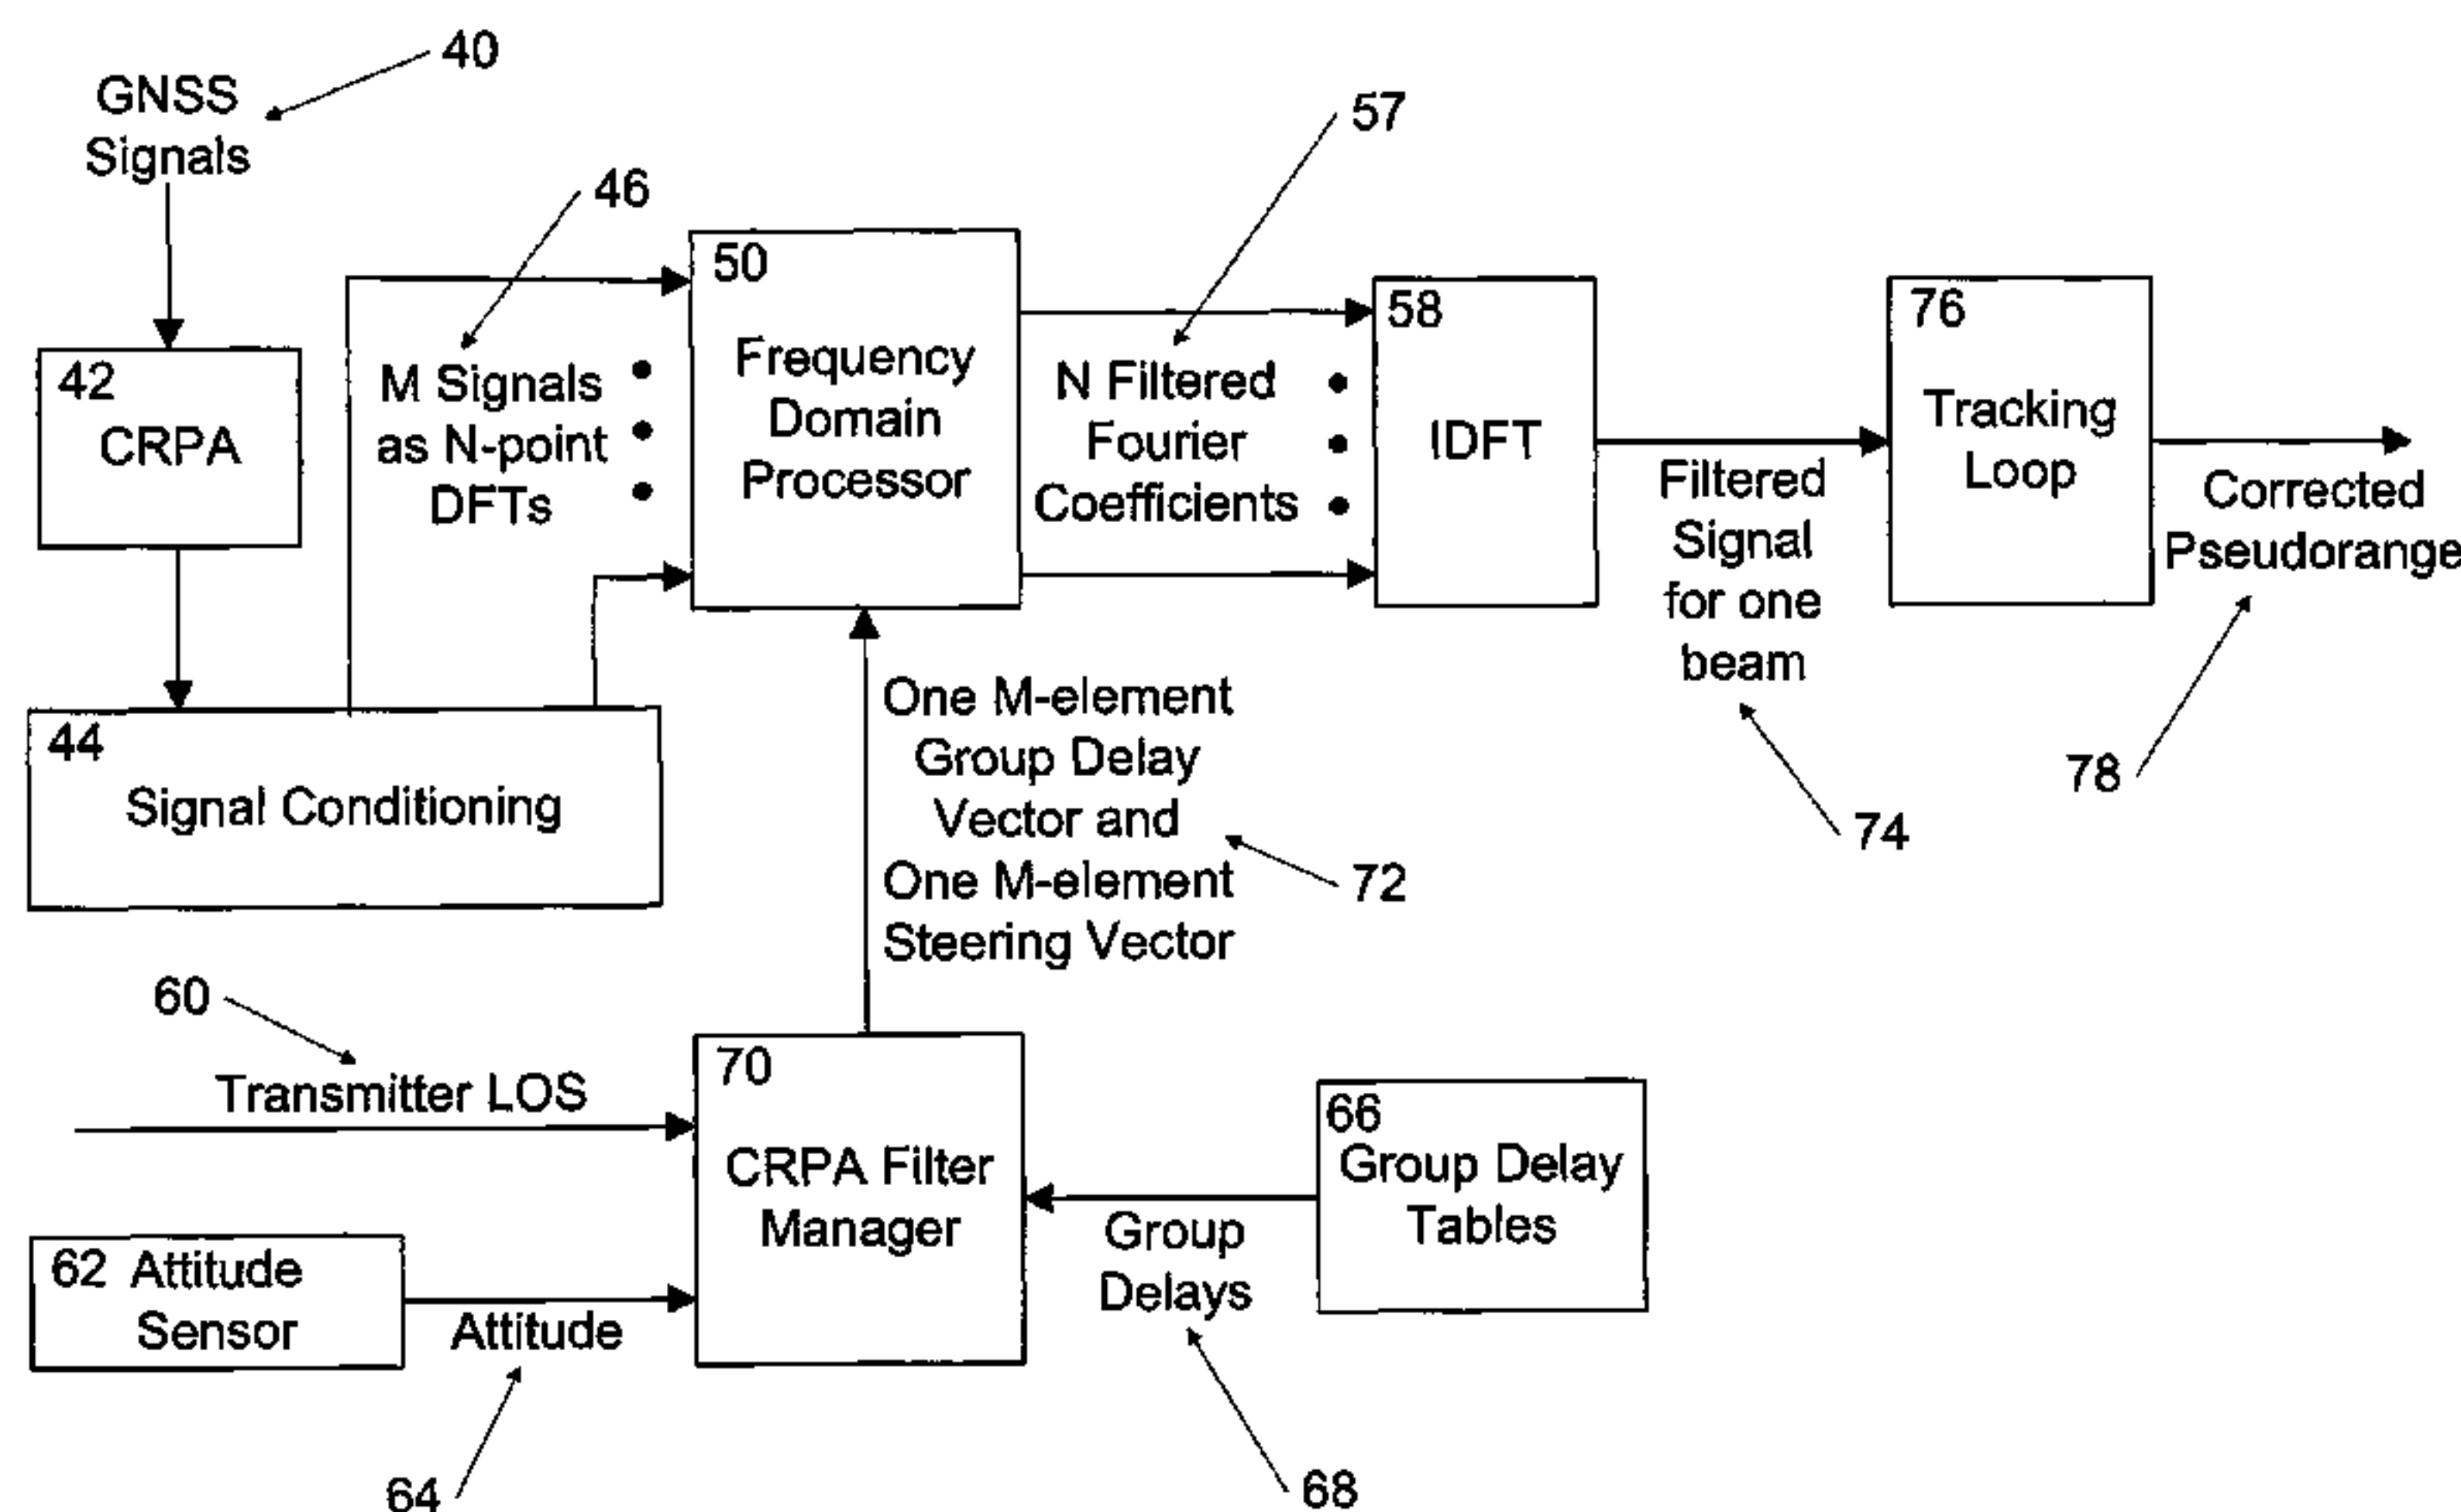 40
GNSS
Signals
57
46
50
Frequency
Domain
Processor
58
IDFT
76
Tracking
Loop
42
CRPA
M Signals
as N-point
DFTs
N Filtered
Fourier
Coefficients
Filtered
Signal
for one
beam
Corrected
Pseudorange
44
Signal Conditioning
One M-element
Group Delay
Vector and
One M-element
Steering Vector
72
74
78
60
Transmitter LOS
70
CRPA Filter
Manager
66
Group Delay
Tables
Group
Delays
62 Attitude
Sensor
Attitude
64
68